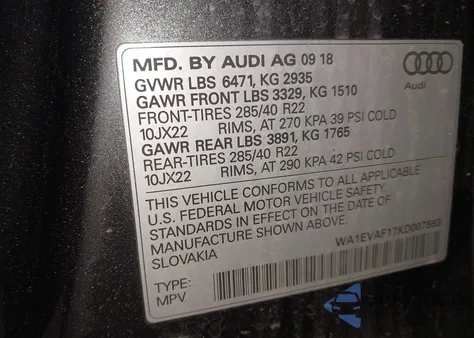 MFD. BY AUDI AG 09 18
GVWR LBS 6471, KG 2935
GAWR FRONT LBS 3329, KG 1510
FRONT-TIRES 285/40 R22
10JX22 RIMS, AT 270 KPA 39 PSI COLD
GAWR REAR LBS 3891, KG 1765
REAR-TIRES 285/40 R22
10JX22 RIMS, AT 290 KPA 42 PSI COLD
THIS VEHICLE CONFORMS TO ALL APPLICABLE
U.S. FEDERAL MOTOR VEHICLE SAFETY
STANDARDS IN EFFECT ON THE DATE OF
MANUFACTURE SHOWN ABOVE.
SLOVAKIA
WA1EVAF17KD007563
TYPE:
MPV
Audi